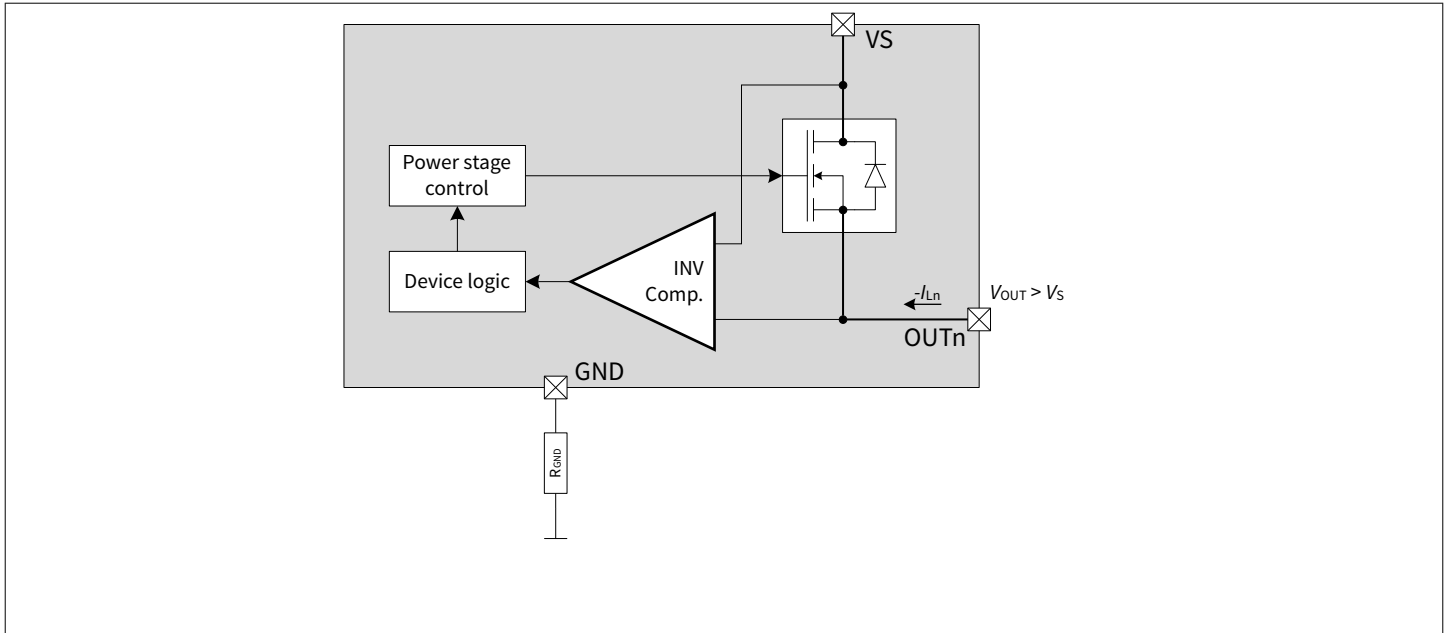 VS
Power stage
control
Device logic
INV
Comp.
-ILn
VOUT > VS
OUTn
GND
RGND